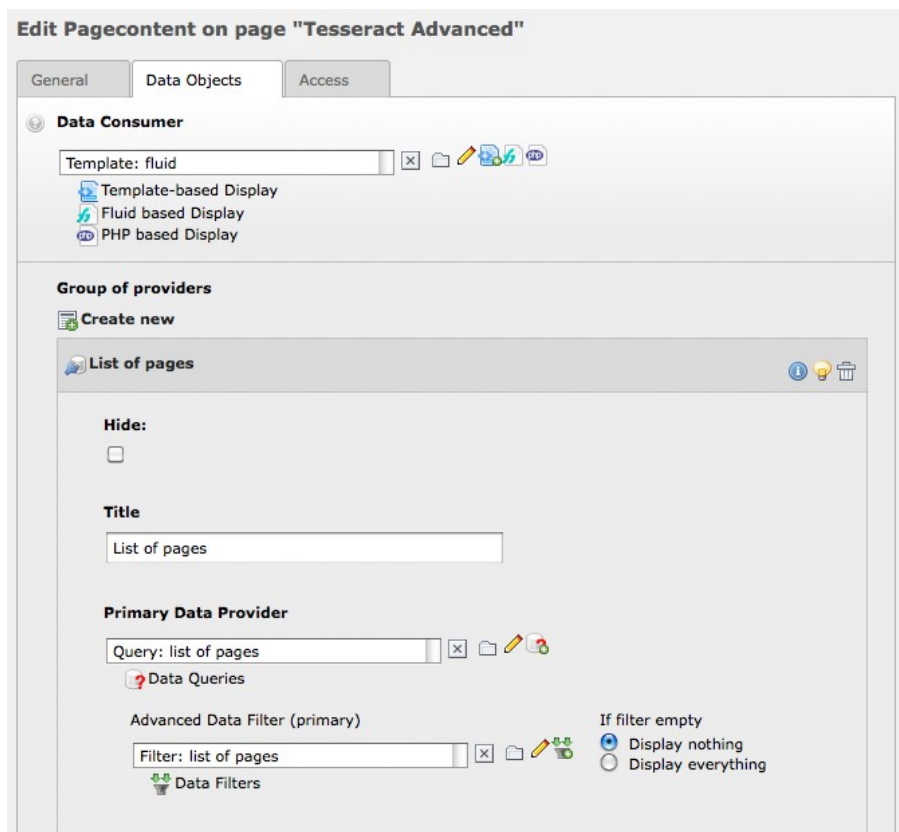 Edit Pagecontent on page "Tesseract Advanced"
General Data Objects Access
Data Consumer
Template: fluid
Template-based Display
Fluid based Display
PHP based Display
Group of providers
Create new
List of pages
Hide:
Title
List of pages
Primary Data Provider
Query: list of pages
Data Queries
Advanced Data Filter (primary) If filter empty
Filter: list of pages Display nothing
Display everything
Data Filters